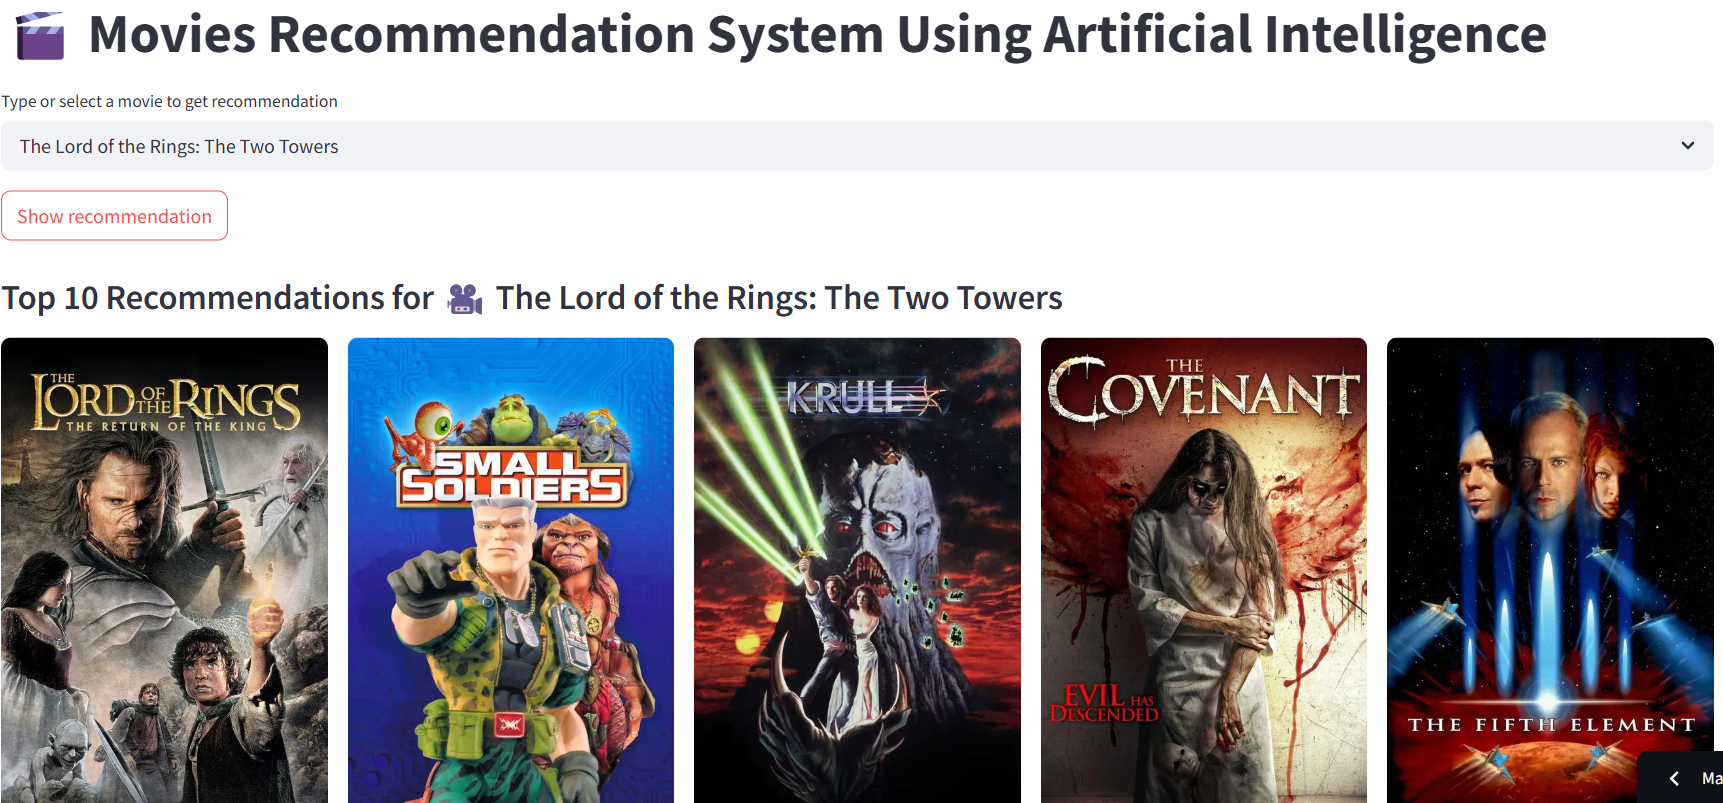 Movies Recommendation System Using Artificial Intelligence
Type or select a movie to get recommendation
The Lord of the Rings: The Two Towers
Show recommendation
Top 10 Recommendations for The Lord of the Rings: The Two Towers
THE
LORD OF THE RINGS
THE RETURN OF THE KING
SMALL
SOLDIERS
KRULL
THE
COVENANT
EVIL HAS
DESCENDED
THE FIFTH ELEMENT
Ma